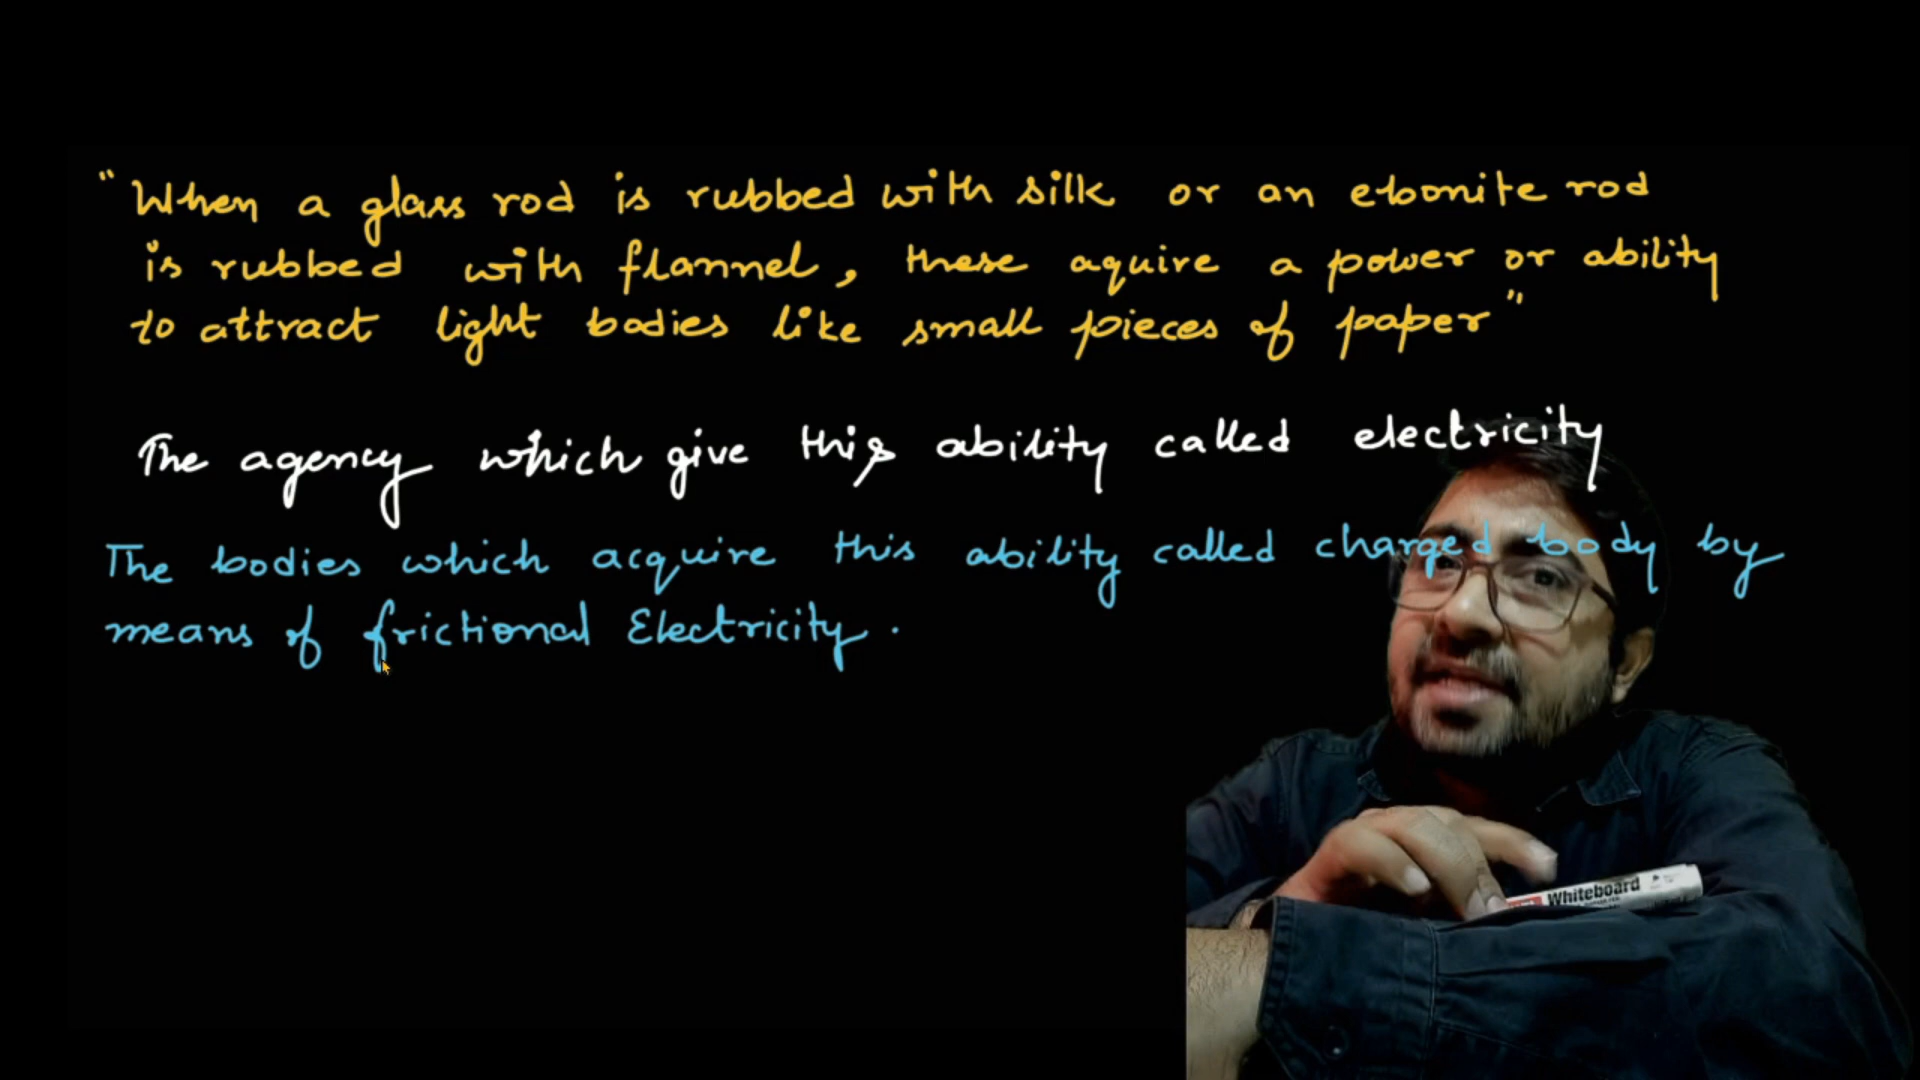 "When a glass rod is rubbed with silk or an ebonite rod
is rubbed with flannel, these aquire a power or ability
to attract light bodies like small pieces of paper"
The agency which give this ability called electricity
The bodies which acquire this ability called charged body by
means of frictional Electricity.
Whiteboard